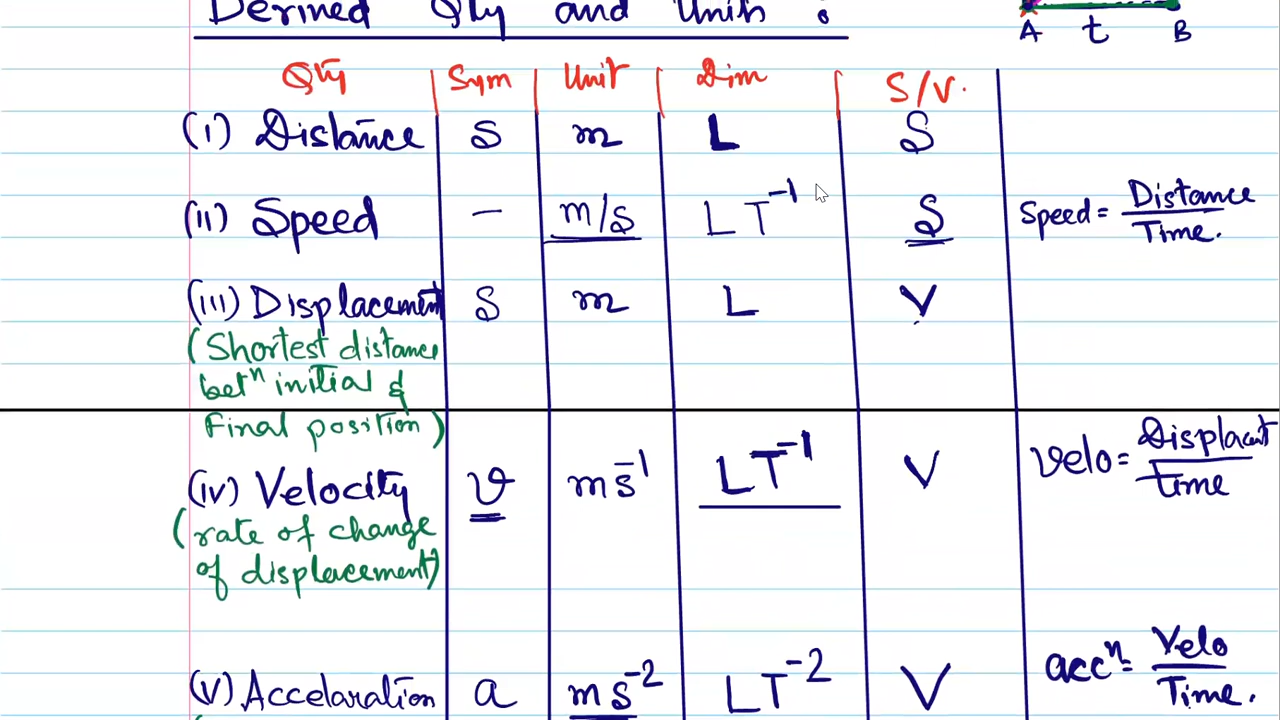 Derived Qty and Units :
A t B
Qty Sym Unit Dim S/V.
(i) Distance S m L S
(ii) Speed – m/s LT⁻¹ S Speed = Distance / Time.
(iii) Displacement S m L V
(Shortest distance
betⁿ initial &
Final position)
(iv) Velocity v ms⁻¹ LT⁻¹ V Velo = Displacmt / Time
(rate of change
of displacement)
(v) Accelaration a ms⁻² LT⁻² V accⁿ = Velo / Time.